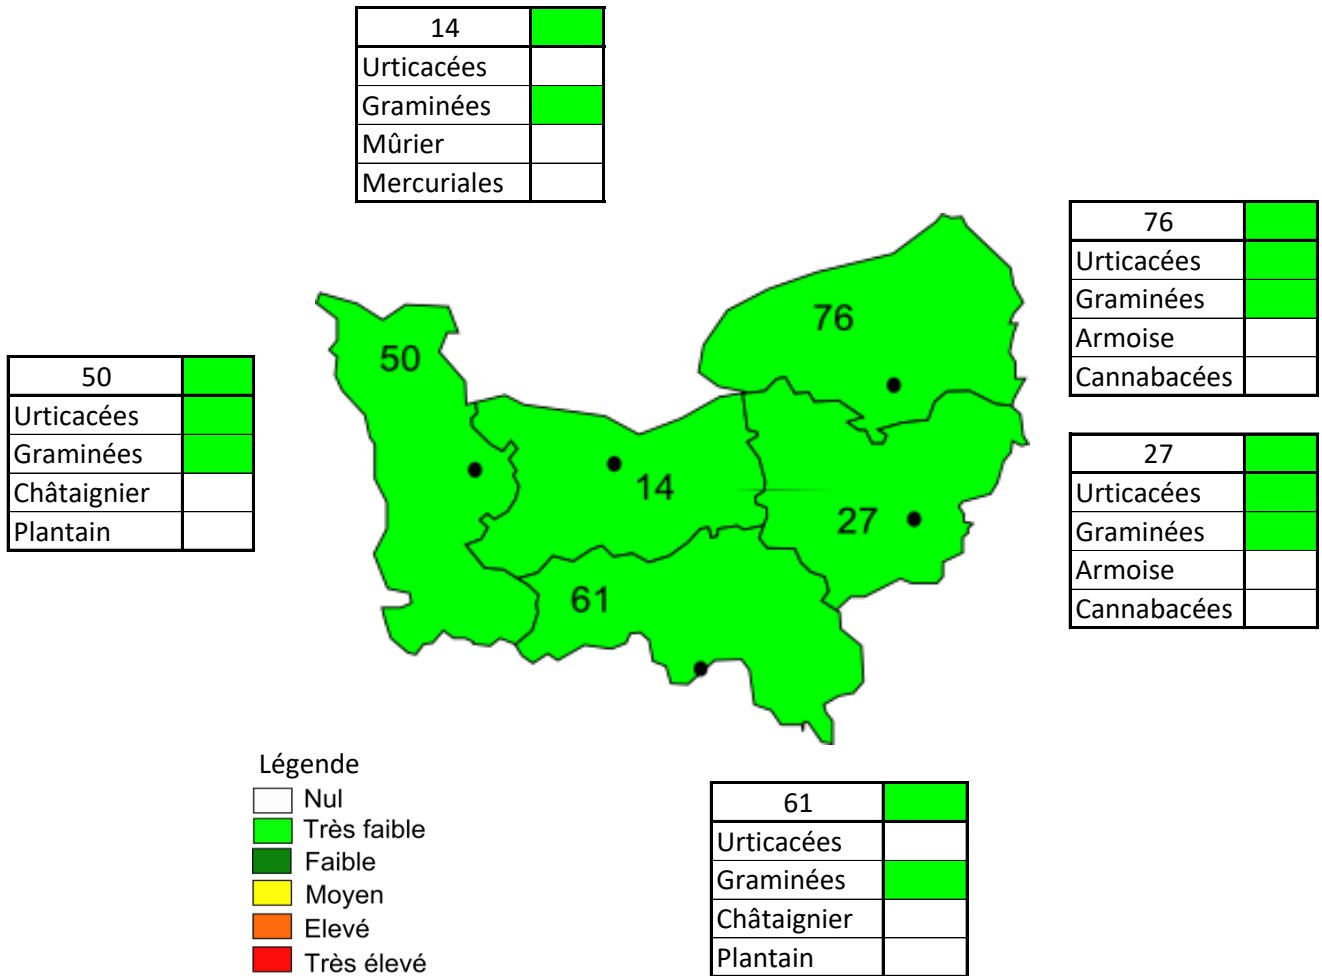 14
Urticacées
Graminées
Mûrier
Mercuriales
76
Urticacées
Graminées
Armoise
Cannabacées
50
Urticacées
Graminées
Châtaignier
Plantain
27
Urticacées
Graminées
Armoise
Cannabacées
76
50
14
27
61
Légende
Nul
Très faible
Faible
Moyen
Elevé
Très élevé
61
Urticacées
Graminées
Châtaignier
Plantain